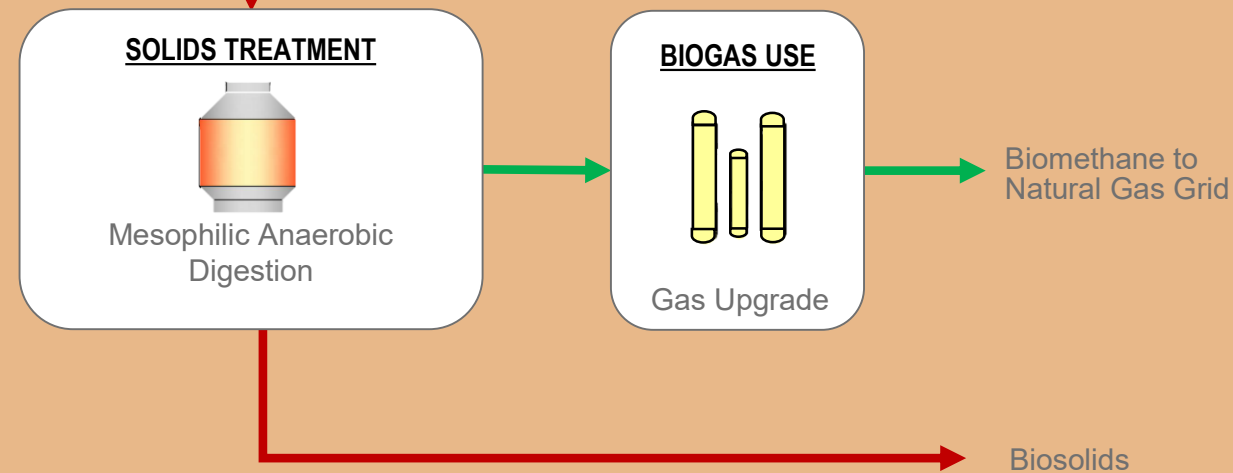 SOLIDS TREATMENT
Mesophilic Anaerobic
Digestion
BIOGAS USE
Gas Upgrade
Biomethane to
Natural Gas Grid
Biosolids